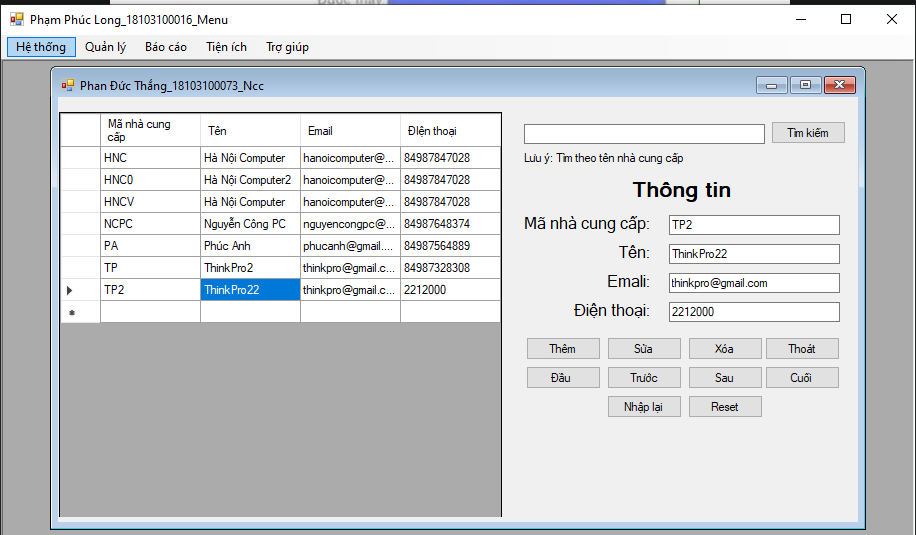 Phạm Phúc Long_18103100016_Menu
Hệ thống Quản lý Báo cáo Tiện ích Trợ giúp
Phan Đức Thắng_18103100073_Ncc
Mã nhà cung
cấp
Tên Email Điện thoại
HNC Hà Nội Computer hanoicomputer@... 84987847028
HNC0 Hà Nội Computer2 hanoicomputer@... 84987847028
HNCV Hà Nội Computer hanoicomputer@... 84987847028
NCPC Nguyễn Công PC nguyencongpc@... 84987648374
PA Phúc Anh phucanh@gmail.... 84987564889
TP ThinkPro2 thinkpro@gmail.c... 84987328308
TP2 ThinkPro22 thinkpro@gmail.c... 2212000
Tìm kiếm
Lưu ý: Tìm theo tên nhà cung cấp
Thông tin
Mã nhà cung cấp: TP2
Tên: ThinkPro22
Emali: thinkpro@gmail.com
Điện thoại: 2212000
Thêm Sửa Xóa Thoát
Đầu Trước Sau Cuối
Nhập lại Reset